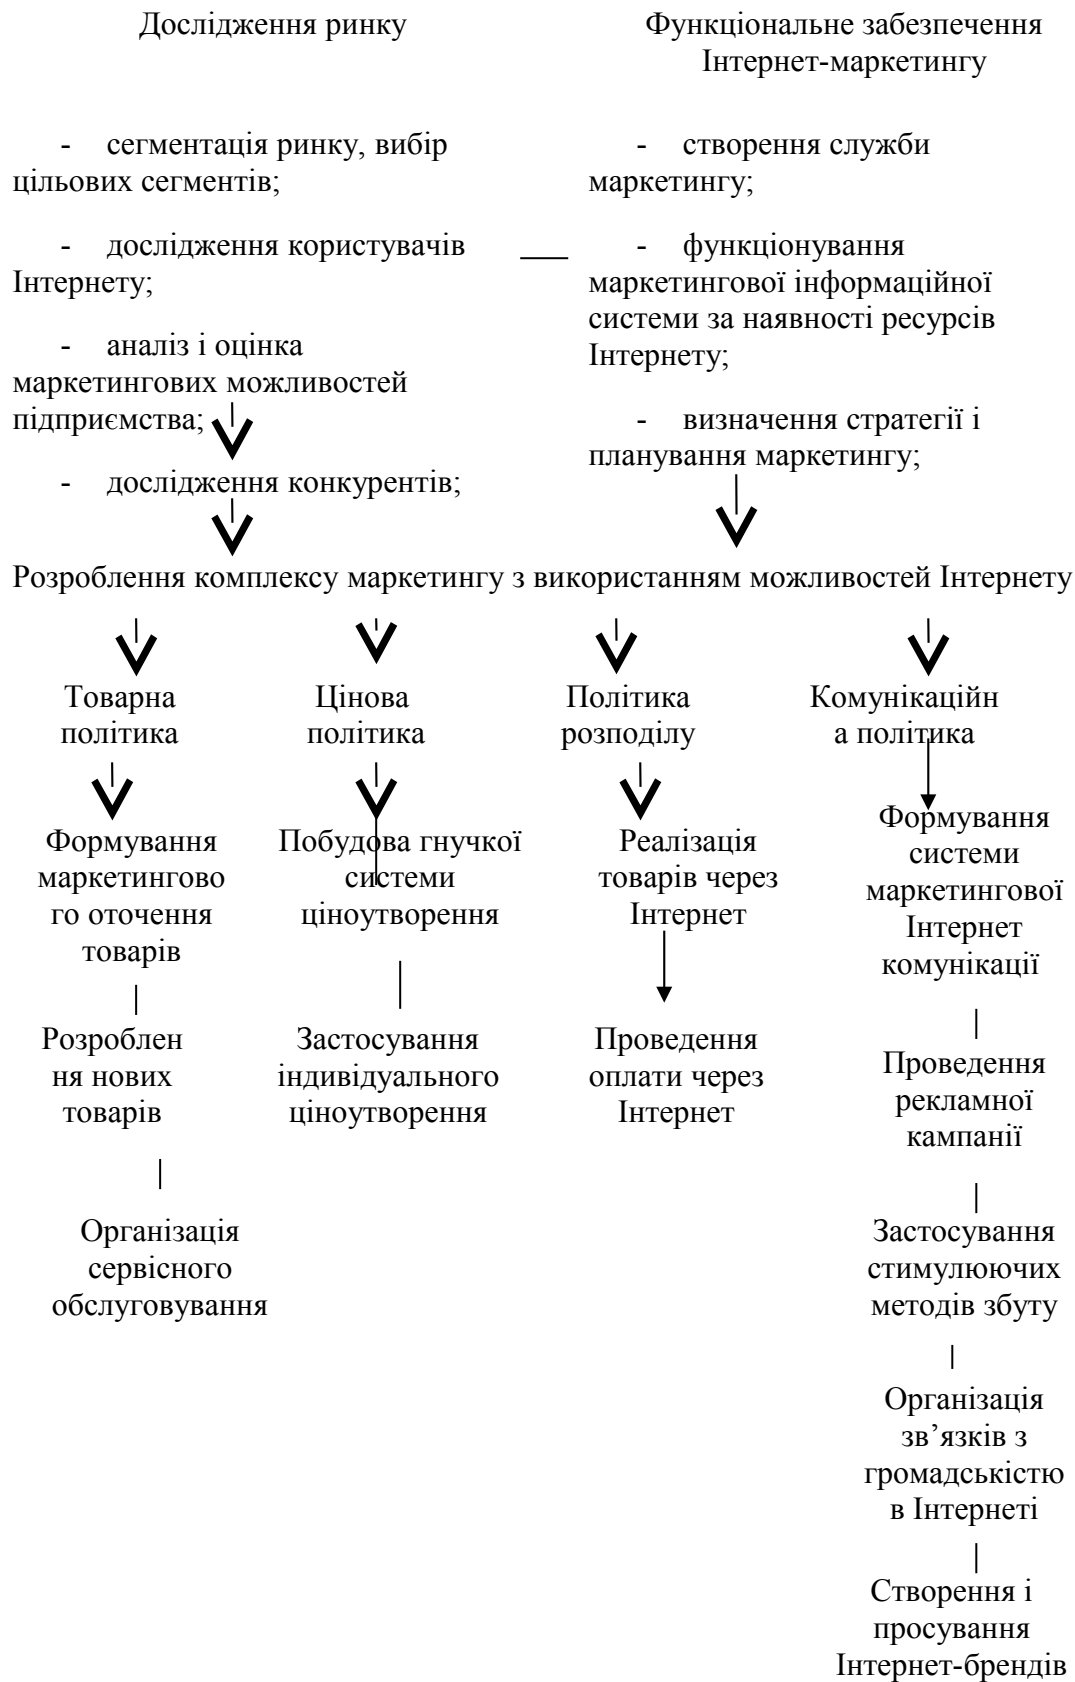 Дослідження ринку
- сегментація ринку, вибір
цільових сегментів;
- дослідження користувачів
Інтернету;
- аналіз і оцінка
маркетингових можливостей
підприємства;
- дослідження конкурентів;
Функціональне забезпечення
Інтернет-маркетингу
- створення служби
маркетингу;
- функціонування
маркетингової інформаційної
системи за наявності ресурсів
Інтернету;
- визначення стратегії і
планування маркетингу;
Розроблення комплексу маркетингу з використанням можливостей Інтернету
Товарна
політика
Формування
маркетингово
го оточення
товарів
Розроблен
ня нових
товарів
Організація
сервісного
обслуговування
Цінова
політика
Побудова гнучкої
системи
ціноутворення
Застосування
індивідуального
ціноутворення
Політика
розподілу
Реалізація
товарів через
Інтернет
Проведення
оплати через
Інтернет
Комунікаційн
а політика
Формування
системи
маркетингової
Інтернет
комунікації
Проведення
рекламної
кампанії
Застосування
стимулюючих
методів збуту
Організація
зв’язків з
громадськістю
в Інтернеті
Створення і
просування
Інтернет-брендів